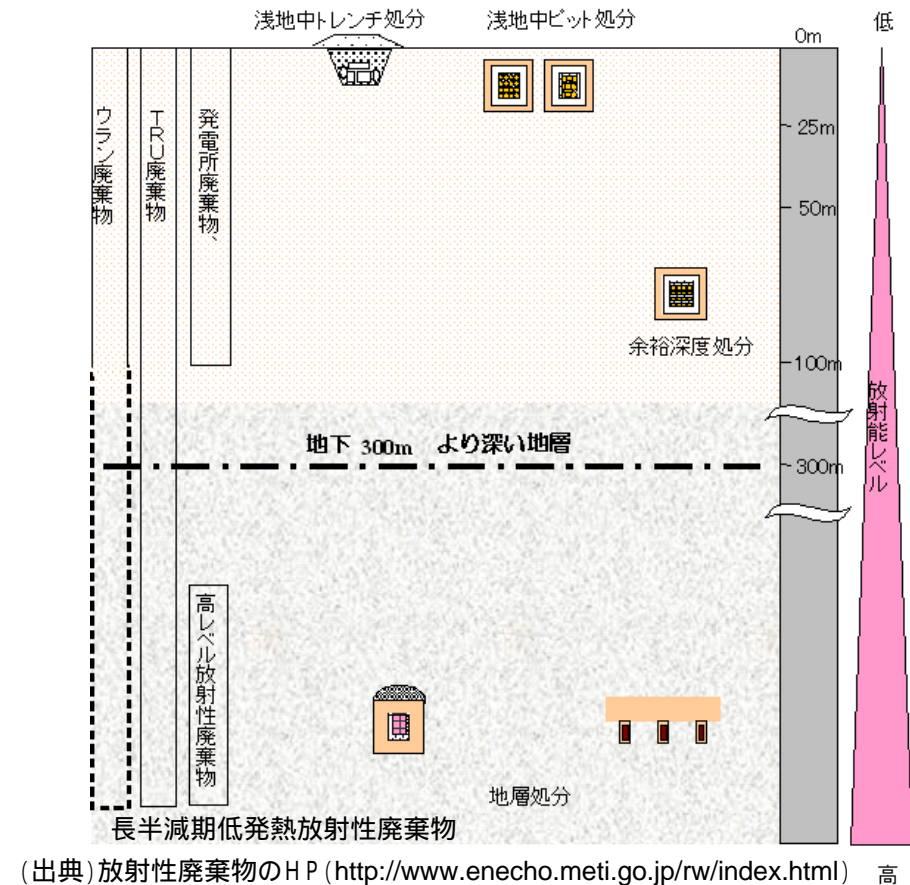 浅地中トレンチ処分
浅地中ピット処分
低
0m
ウラン廃棄物
TRU廃棄物
発電所廃棄物、
25m
50m
余裕深度処分
100m
放射能レベル
地下 300m より深い地層
300m
高レベル放射性廃棄物
地層処分
長半減期低発熱放射性廃棄物
(出典)放射性廃棄物のHP(http://www.enecho.meti.go.jp/rw/index.html)
高